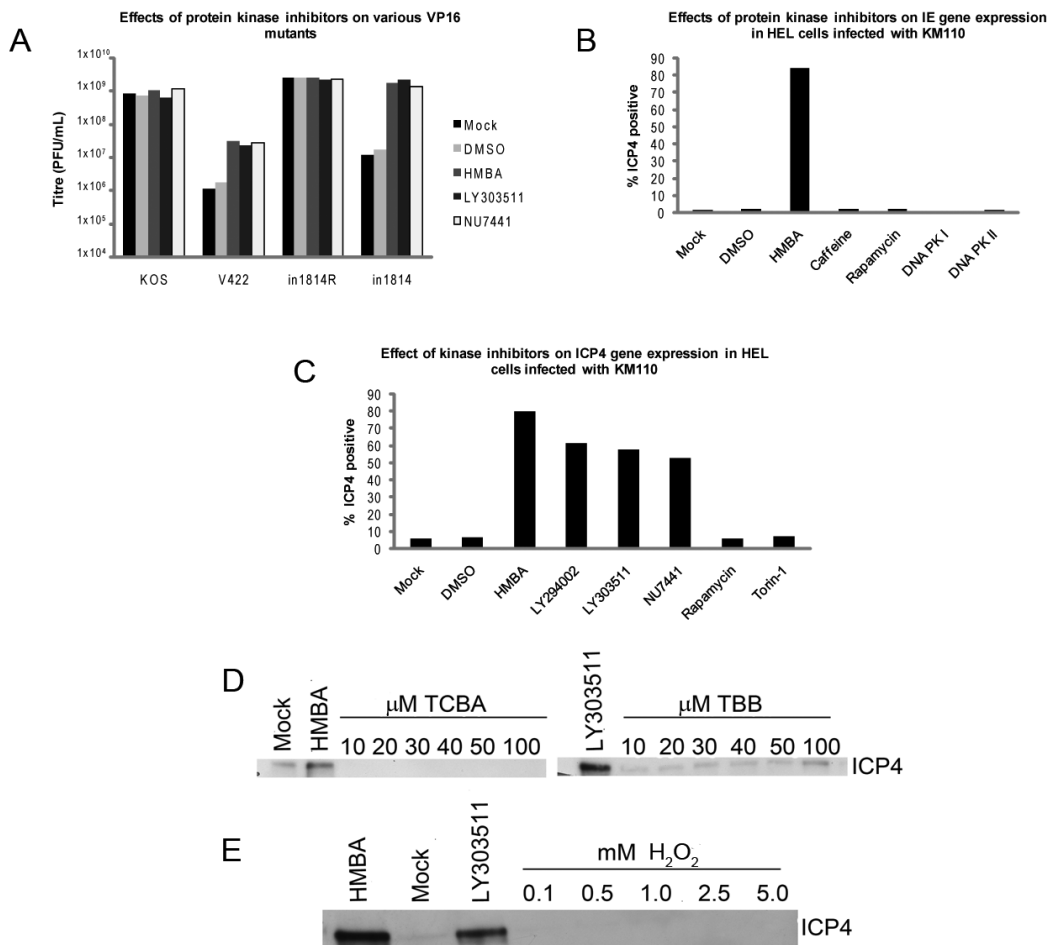 A
Effects of protein kinase inhibitors on various VP16
mutants
Titre (PFU/mL)
1x10^10
1x10^9
1x10^8
1x10^7
1x10^6
1x10^5
1x10^4
KOS
V422
in1814R
in1814
Mock
DMSO
HMBA
LY303511
NU7441
B
Effects of protein kinase inhibitors on IE gene expression
in HEL cells infected with KM110
% ICP4 positive
90
80
70
60
50
40
30
20
10
0
Mock
DMSO
HMBA
Caffeine
Rapamycin
DNA PK I
DNA PK II
C
Effect of kinase inhibitors on ICP4 gene expression in HEL
cells infected with KM110
% ICP4 positive
90
80
70
60
50
40
30
20
10
0
Mock
DMSO
HMBA
LY294002
LY303511
NU7441
Rapamycin
Torin-1
D
Mock
HMBA
µM TCBA
10 20 30 40 50 100
LY303511
µM TBB
10 20 30 40 50 100
ICP4
E
HMBA
Mock
LY303511
mM H₂O₂
0.1 0.5 1.0 2.5 5.0
ICP4